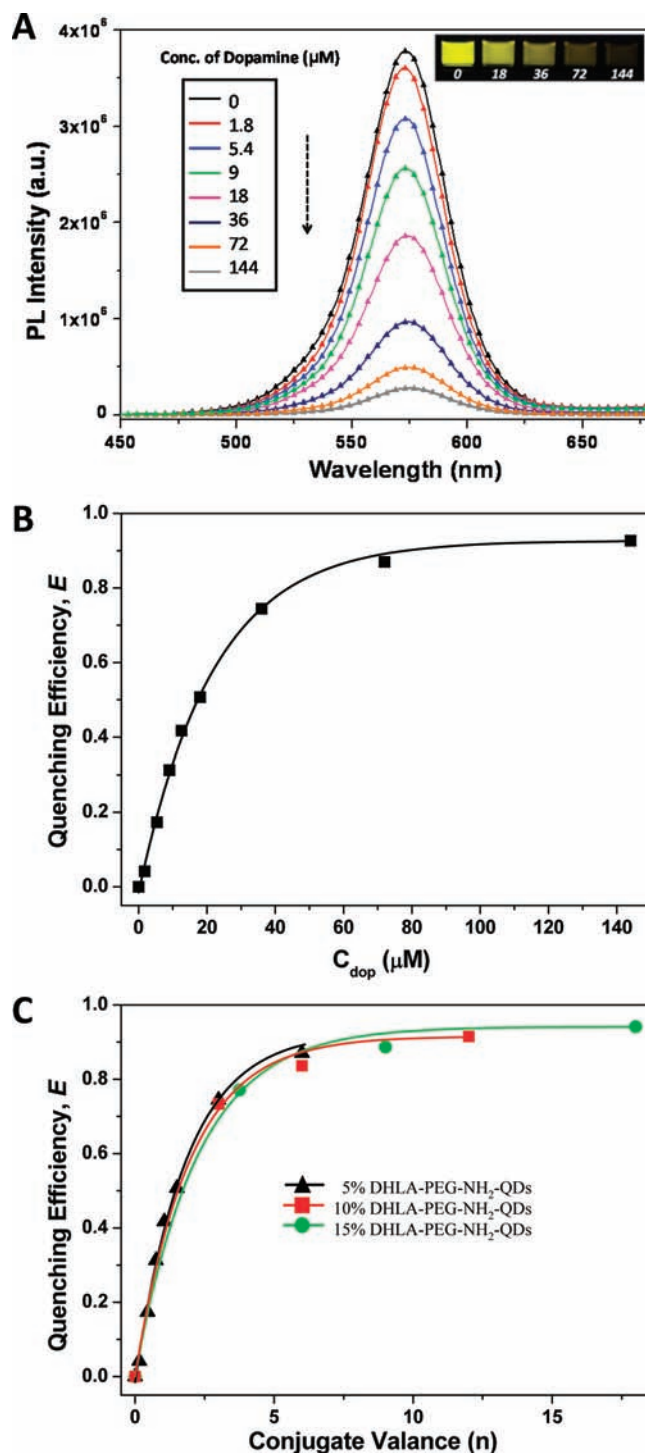 A
Conc. of Dopamine (μM)
0
1.8
5.4
9
18
36
72
144
0 18 36 72 144
4x10⁶
3x10⁶
2x10⁶
1x10⁶
0
PL Intensity (a.u.)
450 500 550 600 650
Wavelength (nm)
B
1.0
0.8
0.6
0.4
0.2
0.0
Quenching Efficiency, E
0 20 40 60 80 100 120 140
C_dop (μM)
C
1.0
0.8
0.6
0.4
0.2
0.0
Quenching Efficiency, E
5% DHLA-PEG-NH₂-QDs
10% DHLA-PEG-NH₂-QDs
15% DHLA-PEG-NH₂-QDs
0 5 10 15
Conjugate Valance (n)